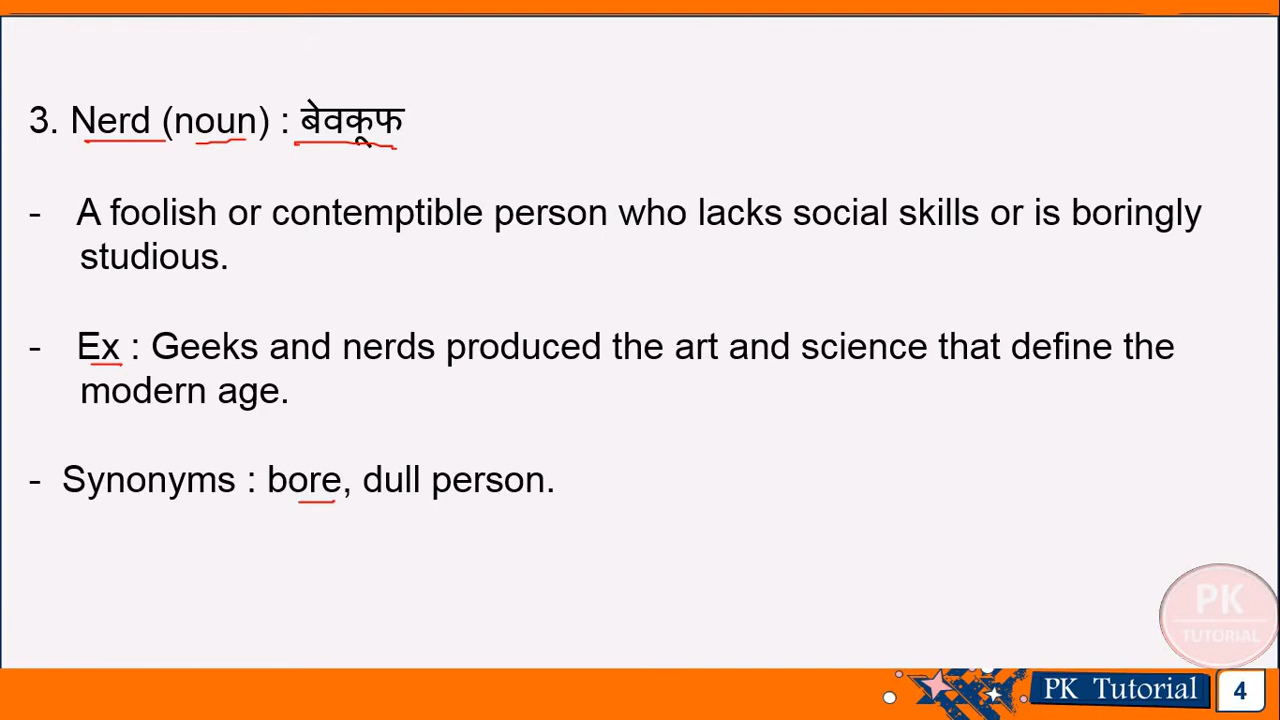 3. Nerd (noun) : बेवकूफ
- A foolish or contemptible person who lacks social skills or is boringly
studious.
- Ex : Geeks and nerds produced the art and science that define the
modern age.
- Synonyms : bore, dull person.
PK
TUTORIAL
PK Tutorial
4